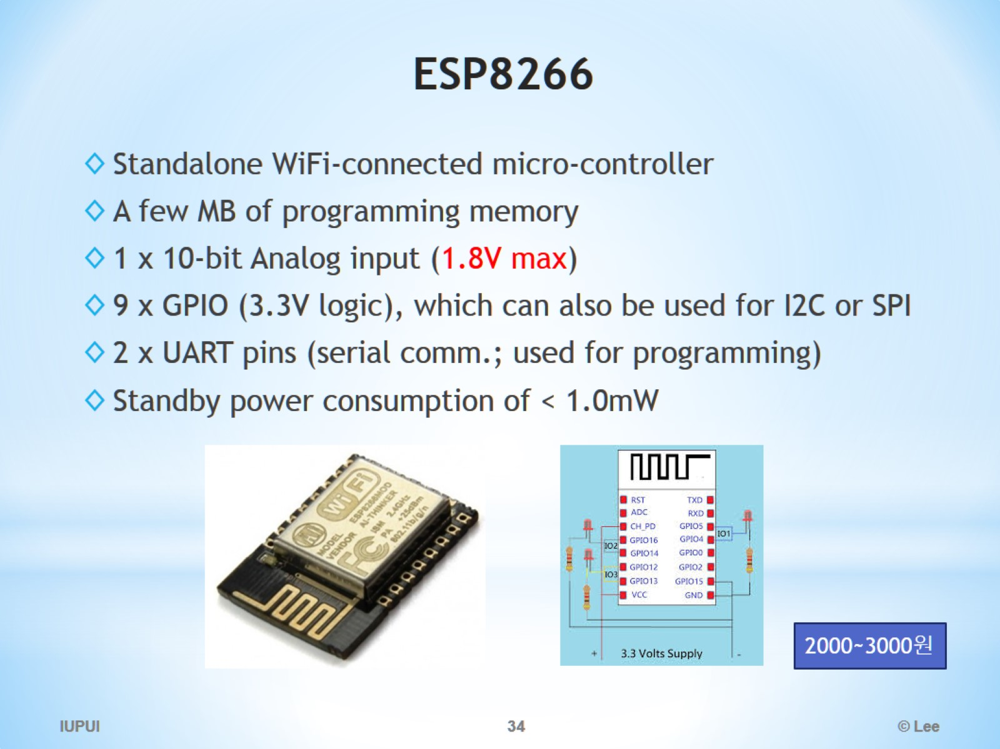 ESP8266
Standalone WiFi-connected micro-controller
A few MB of programming memory
1 x 10-bit Analog input (1.8V max)
9 x GPIO (3.3V logic), which can also be used for I2C or SPI
2 x UART pins (serial comm.; used for programming)
Standby power consumption of < 1.0mW
WiFi
MODEL ESP8266MOD
VENDOR AI-THINKER
ISM 2.4GHz
PA +25dBm
802.11b/g/n
FC
RST TXD
ADC RXD
CH_PD GPIO5
IO1
GPIO16 GPIO4
IO2
GPIO14 GPIO0
GPIO12 GPIO2
IO3
GPIO13 GPIO15
VCC GND
+ 3.3 Volts Supply -
2000~3000원
IUPUI 34 © Lee